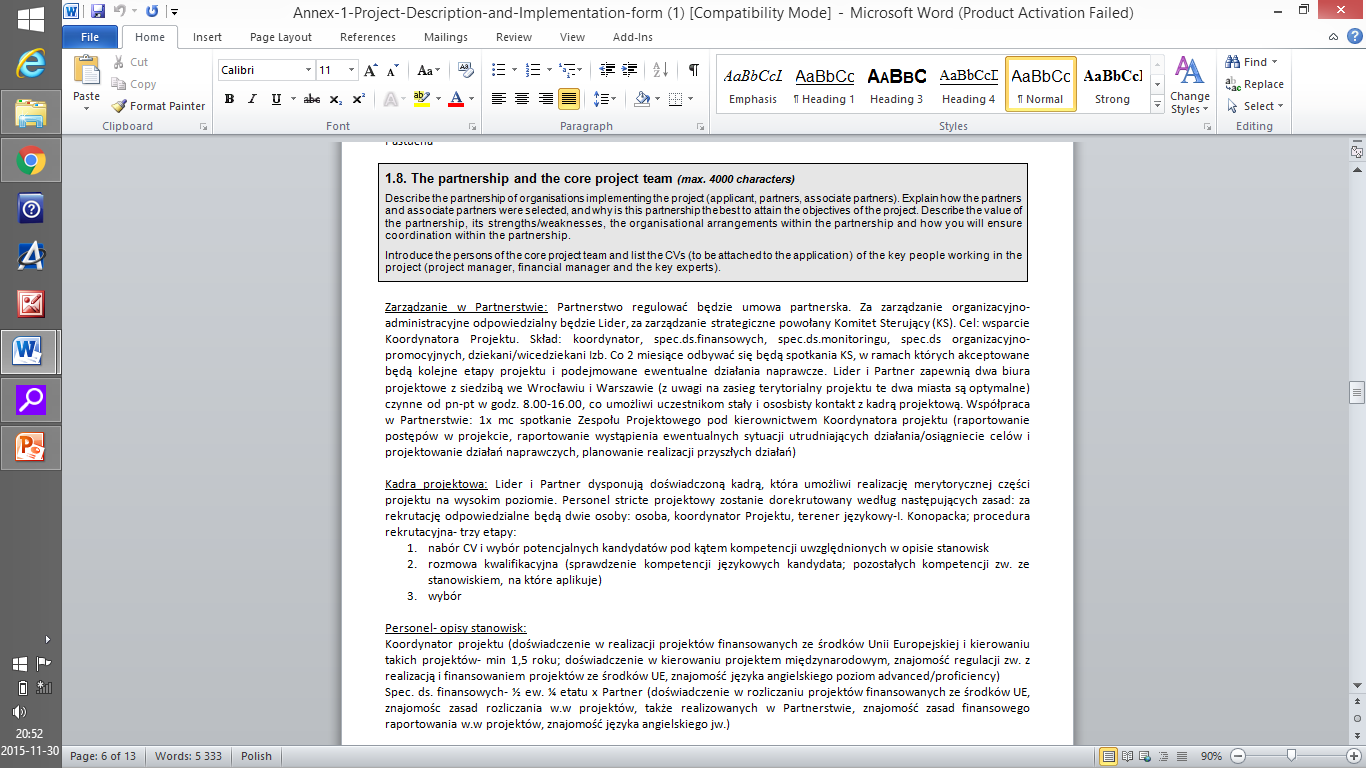 Annex-1-Project-Description-and-Implementation-form (1) [Compatibility Mode] - Microsoft Word (Product Activation Failed)
File Home Insert Page Layout References Mailings Review View Add-Ins
Paste
Cut
Copy
Format Painter
Clipboard
Calibri 11
Font
Paragraph
AaBbCcI AaBbCc AaBbC AaBbCcD AaBbCc AaBbCcl
Emphasis ¶ Heading 1 Heading 3 Heading 4 ¶ Normal Strong
Styles
Change Styles
Find
Replace
Select
Editing
1.8. The partnership and the core project team (max. 4000 characters)
Describe the partnership of organisations implementing the project (applicant, partners, associate partners). Explain how the partners
and associate partners were selected, and why is this partnership the best to attain the objectives of the project. Describe the value of
the partnership, its strengths/weaknesses, the organisational arrangements within the partnership and how you will ensure
coordination within the partnership.
Introduce the persons of the core project team and list the CVs (to be attached to the application) of the key people working in the
project (project manager, financial manager and the key experts).
Zarządzanie w Partnerstwie: Partnerstwo regulować będzie umowa partnerska. Za zarządzanie organizacyjno-
administracyjne odpowiedzialny będzie Lider, za zarządzanie strategiczne powołany Komitet Sterujący (KS). Cel: wsparcie
Koordynatora Projektu. Skład: koordynator, spec.ds.finansowych, spec.ds.monitoringu, spec.ds organizacyjno-
promocyjnych, dziekani/wicedziekani Izb. Co 2 miesiące odbywać się będą spotkania KS, w ramach których akceptowane
będą kolejne etapy projektu i podejmowane ewentualne działania naprawcze. Lider i Partner zapewnią dwa biura
projektowe z siedzibą we Wrocławiu i Warszawie (z uwagi na zasieg terytorialny projektu te dwa miasta są optymalne)
czynne od pn-pt w godz. 8.00-16.00, co umożliwi uczestnikom stały i ososbisty kontakt z kadrą projektową. Współpraca
w Partnerstwie: 1x mc spotkanie Zespołu Projektowego pod kierownictwem Koordynatora projektu (raportowanie
postępów w projekcie, raportowanie wystąpienia ewentualnych sytuacji utrudniających działania/osiągniecie celów i
projektowanie działań naprawczych, planowanie realizacji przyszłych działań)
Kadra projektowa: Lider i Partner dysponują doświadczoną kadrą, która umożliwi realizację merytorycznej części
projektu na wysokim poziomie. Personel stricte projektowy zostanie dorekrutowany według następujących zasad: za
rekrutację odpowiedzialne będą dwie osoby: osoba, koordynator Projektu, terener językowy-I. Konopacka; procedura
rekrutacyjna- trzy etapy:
1. nabór CV i wybór potencjalnych kandydatów pod kątem kompetencji uwzględnionych w opisie stanowisk
2. rozmowa kwalifikacyjna (sprawdzenie kompetencji językowych kandydata; pozostałych kompetencji zw. ze
stanowiskiem, na które aplikuje)
3. wybór
Personel- opisy stanowisk:
Koordynator projektu (doświadczenie w realizacji projektów finansowanych ze środków Unii Europejskiej i kierowaniu
takich projektów- min 1,5 roku; doświadczenie w kierowaniu projektem międzynarodowym, znajomość regulacji zw. z
realizacją i finansowaniem projektów ze środków UE, znajomość języka angielskiego poziom advanced/proficiency)
Spec. ds. finansowych- ½ ew. ¼ etatu x Partner (doświadczenie w rozliczaniu projektów finansowanych ze środków UE,
znajomośc zasad rozliczania w.w projektów, także realizowanych w Partnerstwie, znajomość zasad finansowego
raportowania w.w projektów, znajomość języka angielskiego jw.)
20:52
2015-11-30
Page: 6 of 13 Words: 5 333 Polish 90%